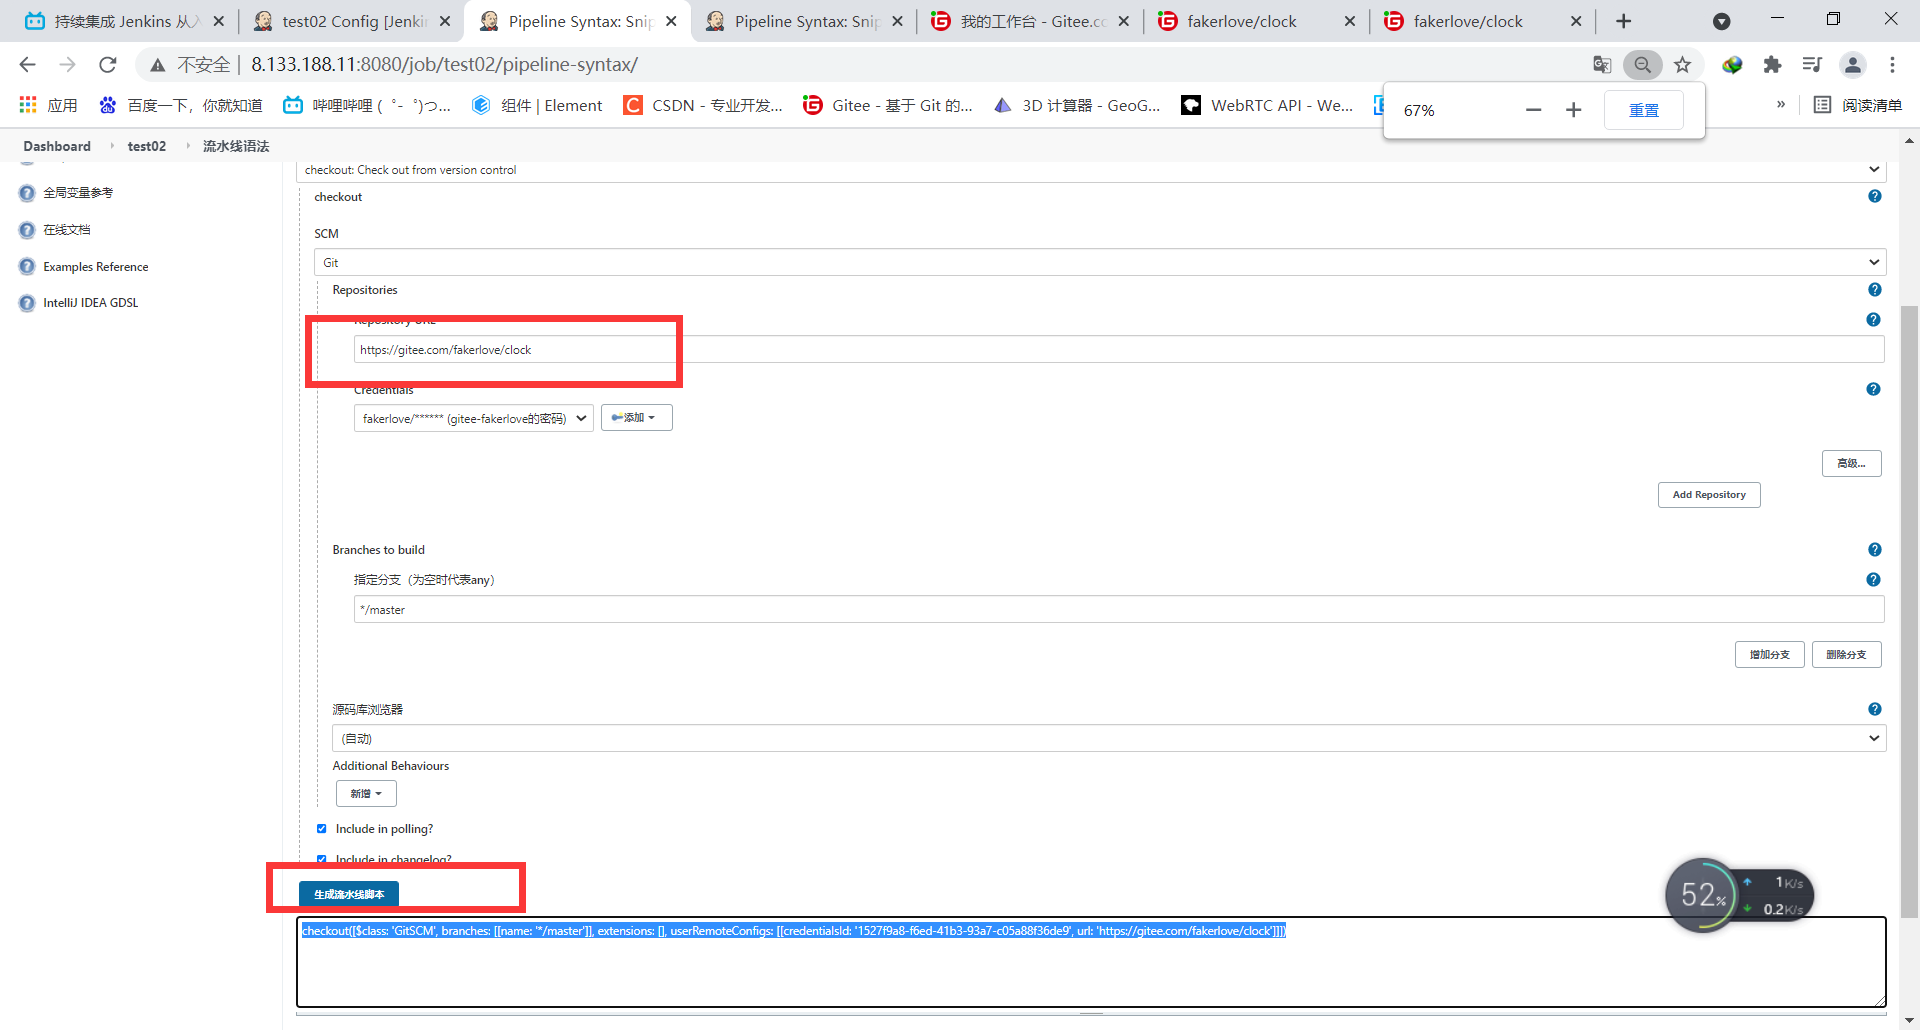 持续集成 Jenkins 从入
test02 Config [Jenki
Pipeline Syntax: Snip
Pipeline Syntax: Snip
我的工作台 - Gitee.co
fakerlove/clock
fakerlove/clock
不安全
8.133.188.11:8080/job/test02/pipeline-syntax/
应用
百度一下，你就知道
哔哩哔哩 (゜-゜)つ...
组件 | Element
CSDN - 专业开发...
Gitee - 基于 Git 的...
3D 计算器 - GeoG...
WebRTC API - We...
»
阅读清单
67%
重置
Dashboard
test02
流水线语法
全局变量参考
在线文档
Examples Reference
IntelliJ IDEA GDSL
checkout: Check out from version control
checkout
SCM
Git
Repositories
Repository URL
https://gitee.com/fakerlove/clock
Credentials
fakerlove/****** (gitee-fakerlove的密码)
添加
高级...
Add Repository
Branches to build
指定分支（为空时代表any）
*/master
增加分支
删除分支
源码库浏览器
(自动)
Additional Behaviours
新增
Include in polling?
Include in changelog?
生成流水线脚本
checkout([$class: 'GitSCM', branches: [[name: '*/master']], extensions: [], userRemoteConfigs: [[credentialsId: '1527f9a8-f6ed-41b3-93a7-c05a88f36de9', url: 'https://gitee.com/fakerlove/clock']]])
52%
1K/s
0.2K/s